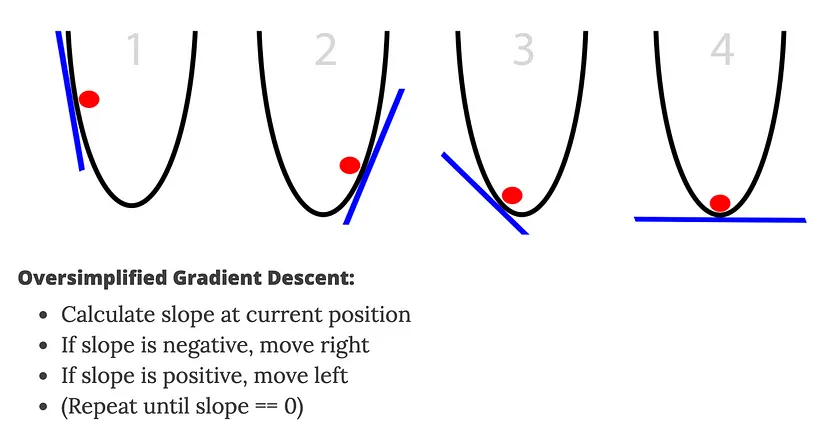 1 2 3 4
Oversimplified Gradient Descent:
• Calculate slope at current position
• If slope is negative, move right
• If slope is positive, move left
• (Repeat until slope == 0)